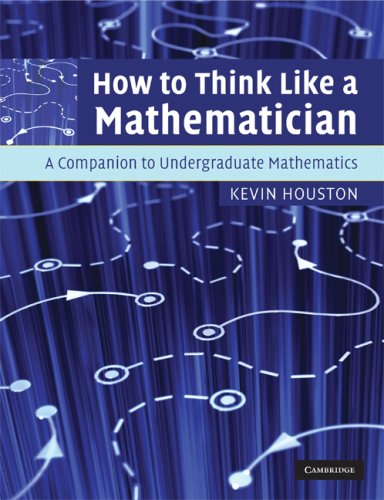 How to Think Like a
Mathematician
A Companion to Undergraduate Mathematics
KEVIN HOUSTON
CAMBRIDGE